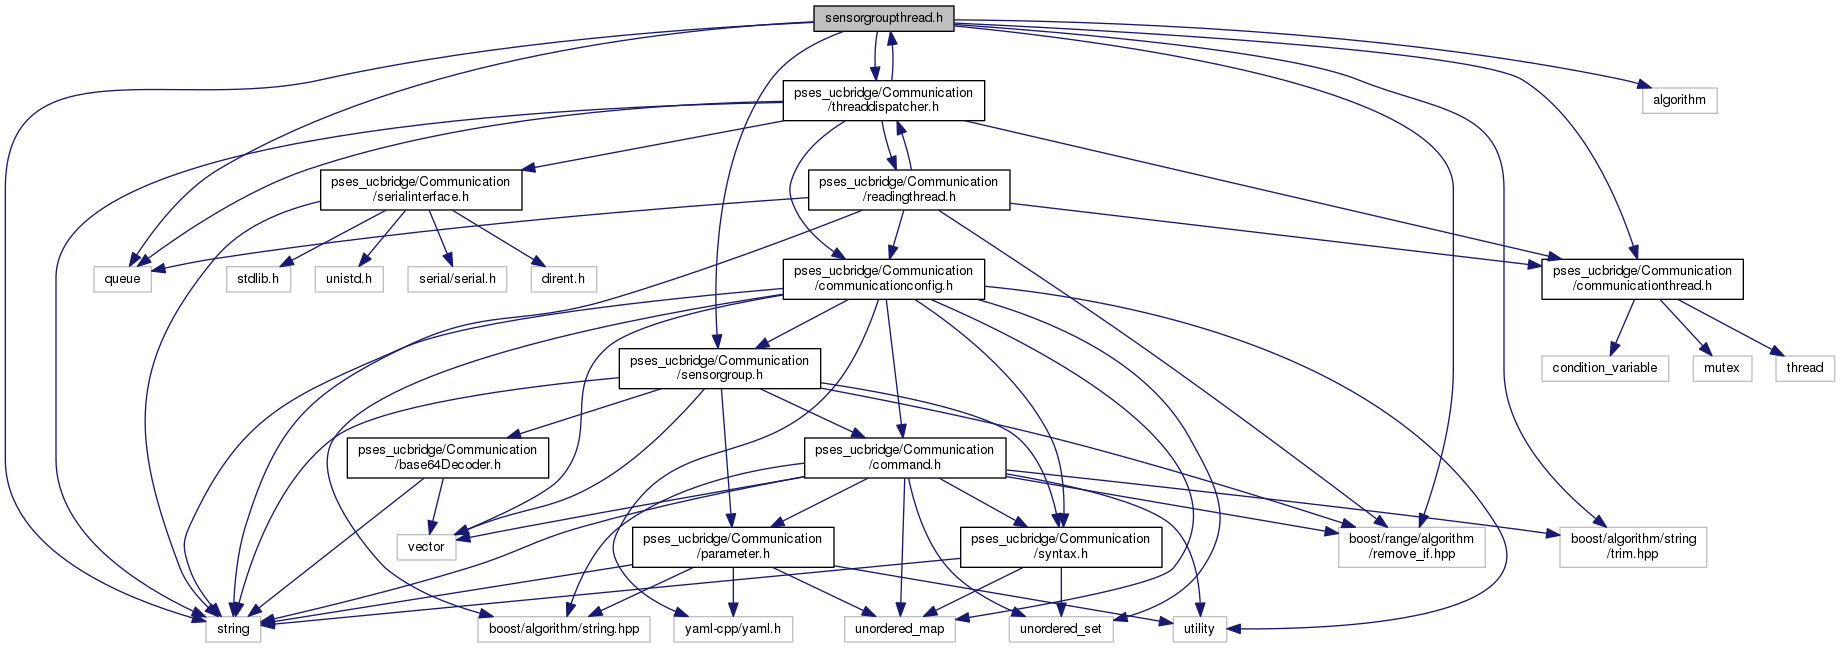 sensorgroupthread.h
pses_ucbridge/Communication
/threaddispatcher.h
algorithm
pses_ucbridge/Communication
/serialinterface.h
pses_ucbridge/Communication
/readingthread.h
queue
stdlib.h
unistd.h
serial/serial.h
dirent.h
pses_ucbridge/Communication
/communicationconfig.h
pses_ucbridge/Communication
/communicationthread.h
pses_ucbridge/Communication
/sensorgroup.h
condition_variable
mutex
thread
pses_ucbridge/Communication
/base64Decoder.h
pses_ucbridge/Communication
/command.h
vector
pses_ucbridge/Communication
/parameter.h
pses_ucbridge/Communication
/syntax.h
boost/range/algorithm
/remove_if.hpp
boost/algorithm/string
/trim.hpp
string
boost/algorithm/string.hpp
yaml-cpp/yaml.h
unordered_map
unordered_set
utility